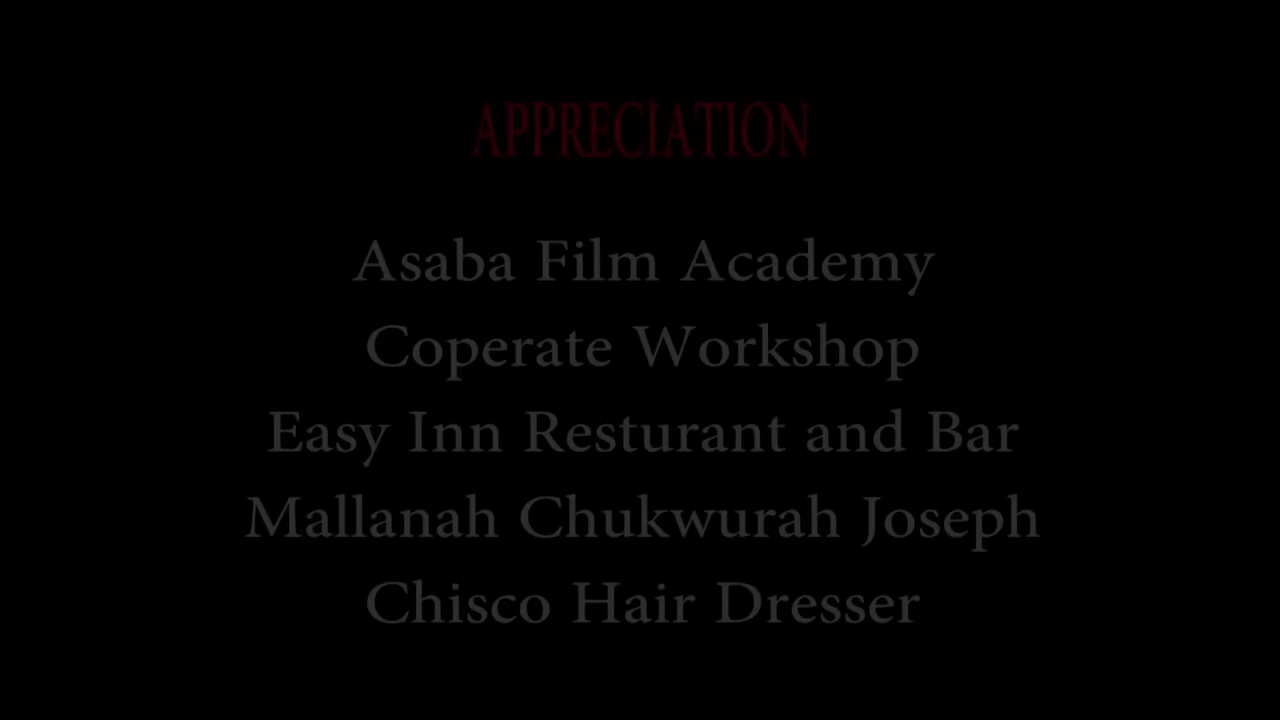 APPRECIATION
Asaba Film Academy
Coperate Workshop
Easy Inn Resturant and Bar
Mallanah Chukwurah Joseph
Chisco Hair Dresser